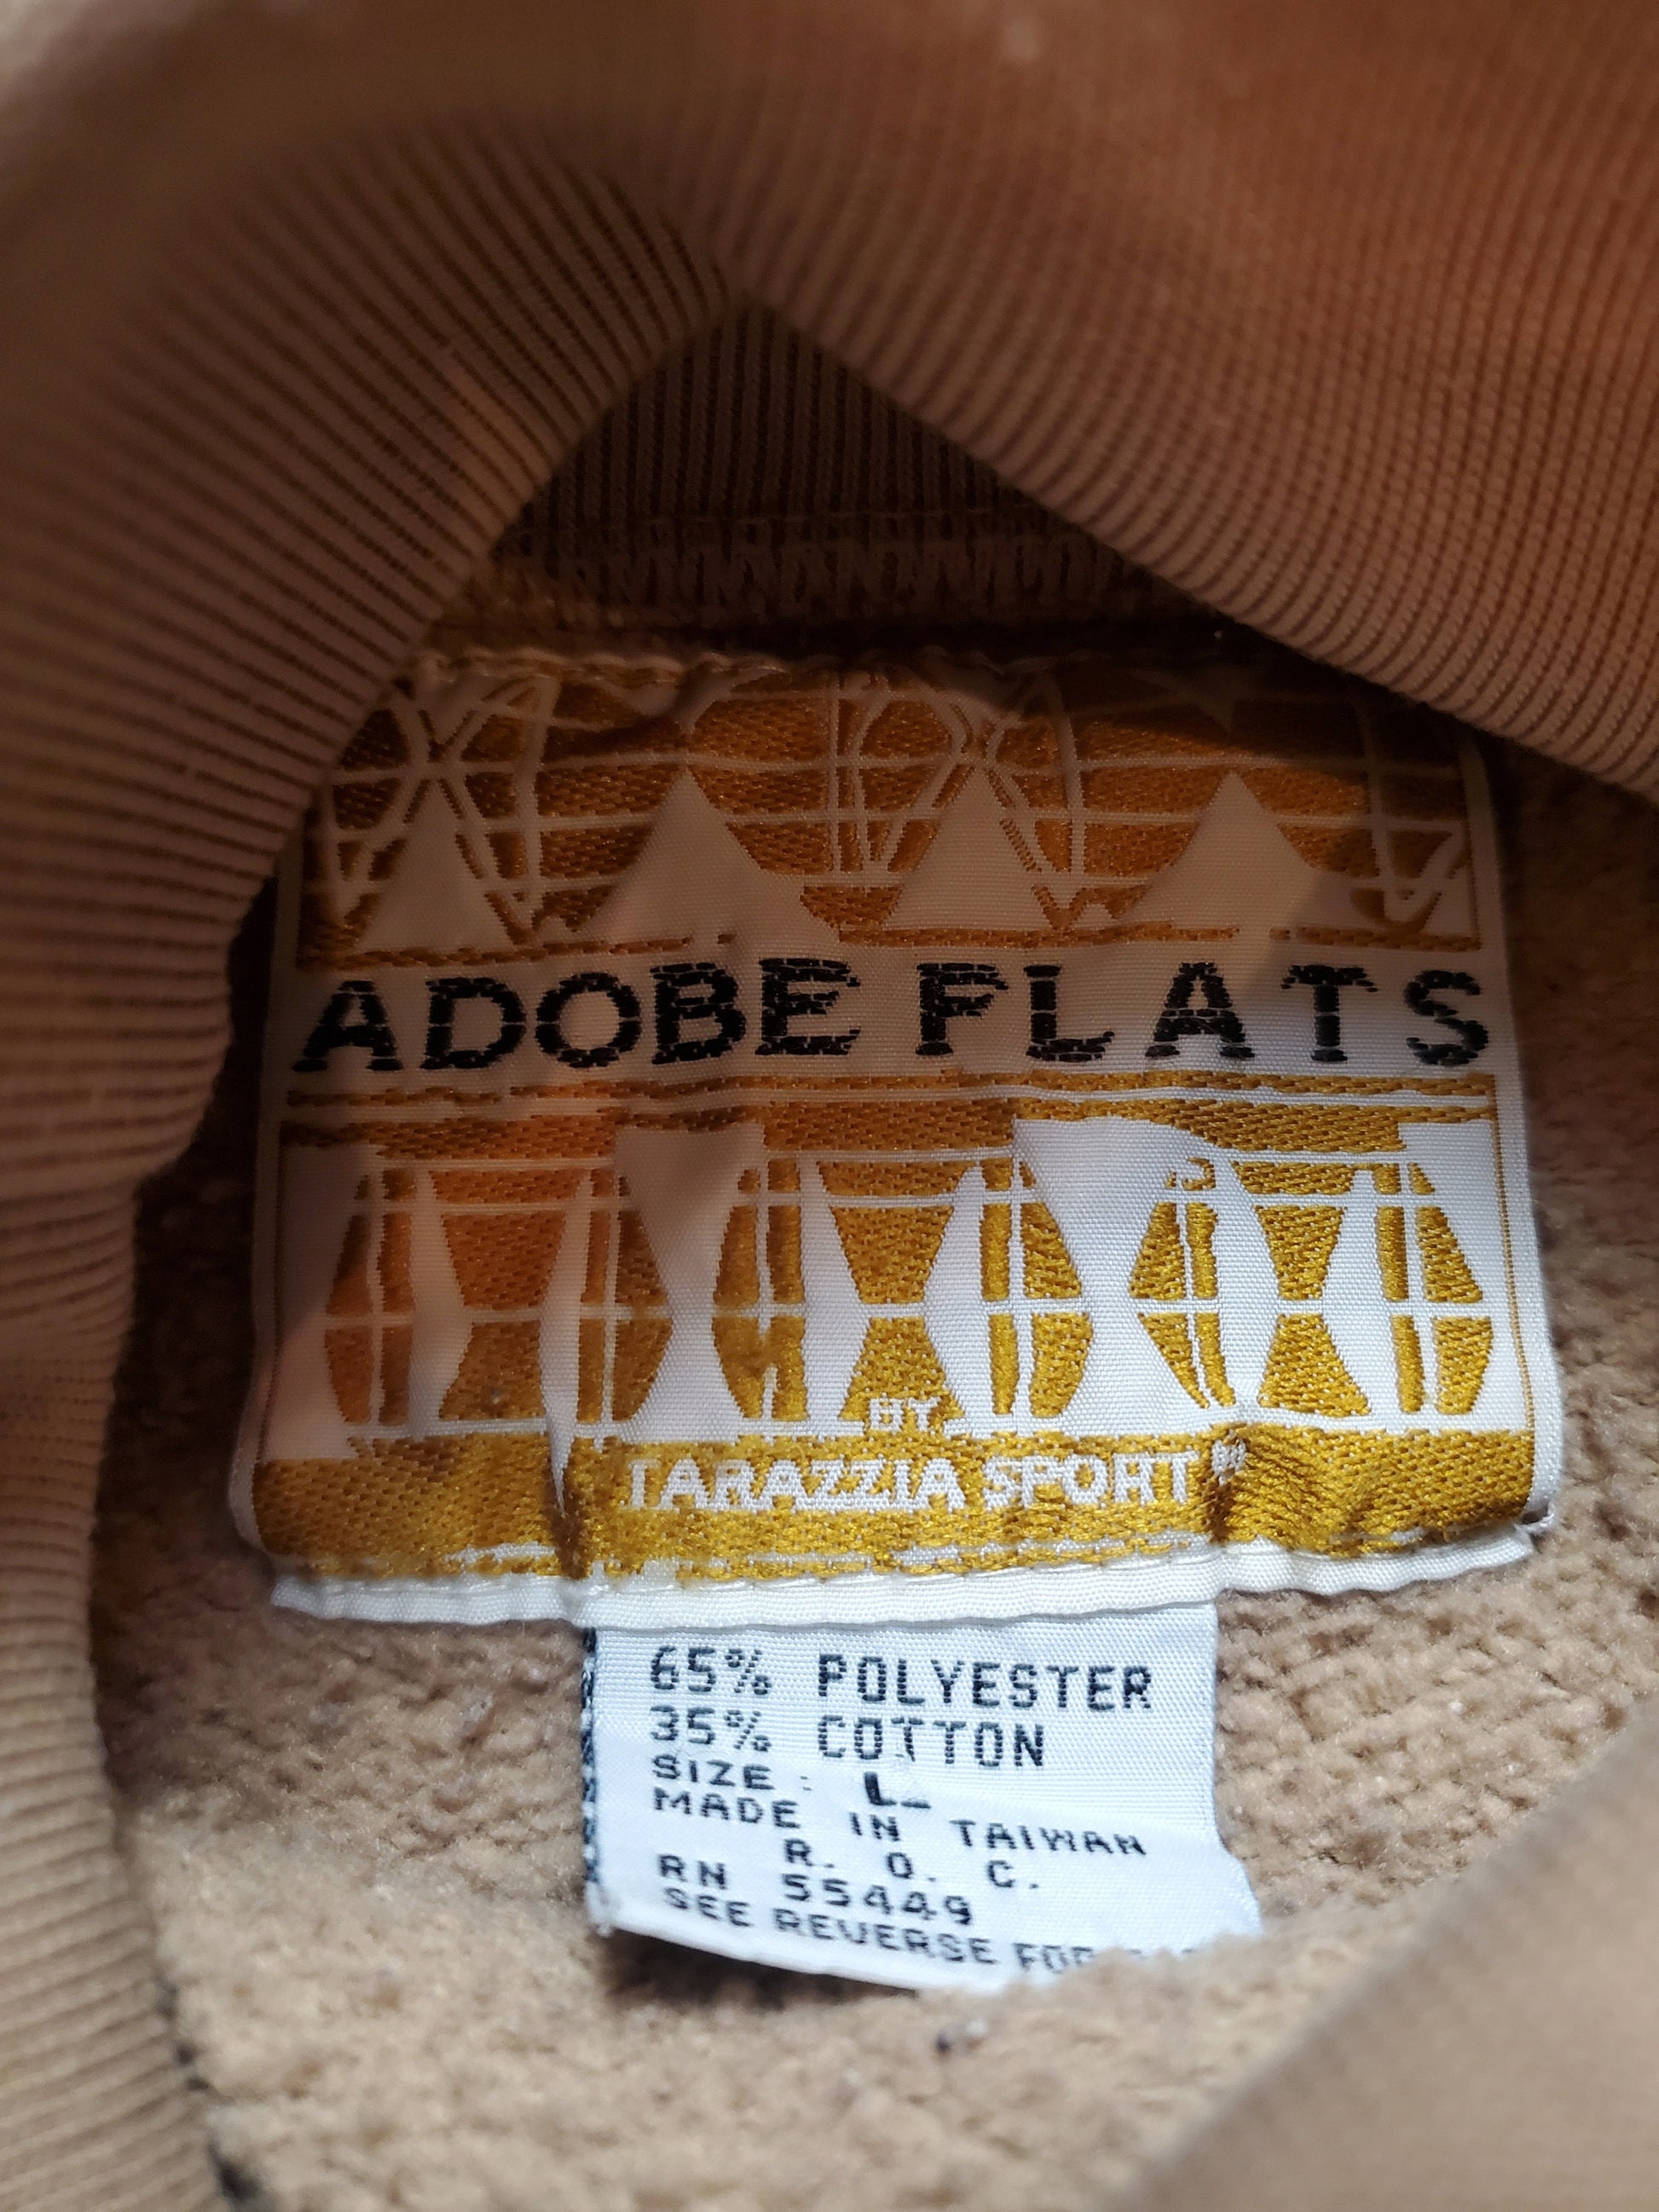 ADOBE FLATS
BY
TARAZZIA SPORT
65% POLYESTER
35% COTTON
SIZE: L
MADE IN TAIWAN
R. O. C.
RN 55449
SEE REVERSE FOR